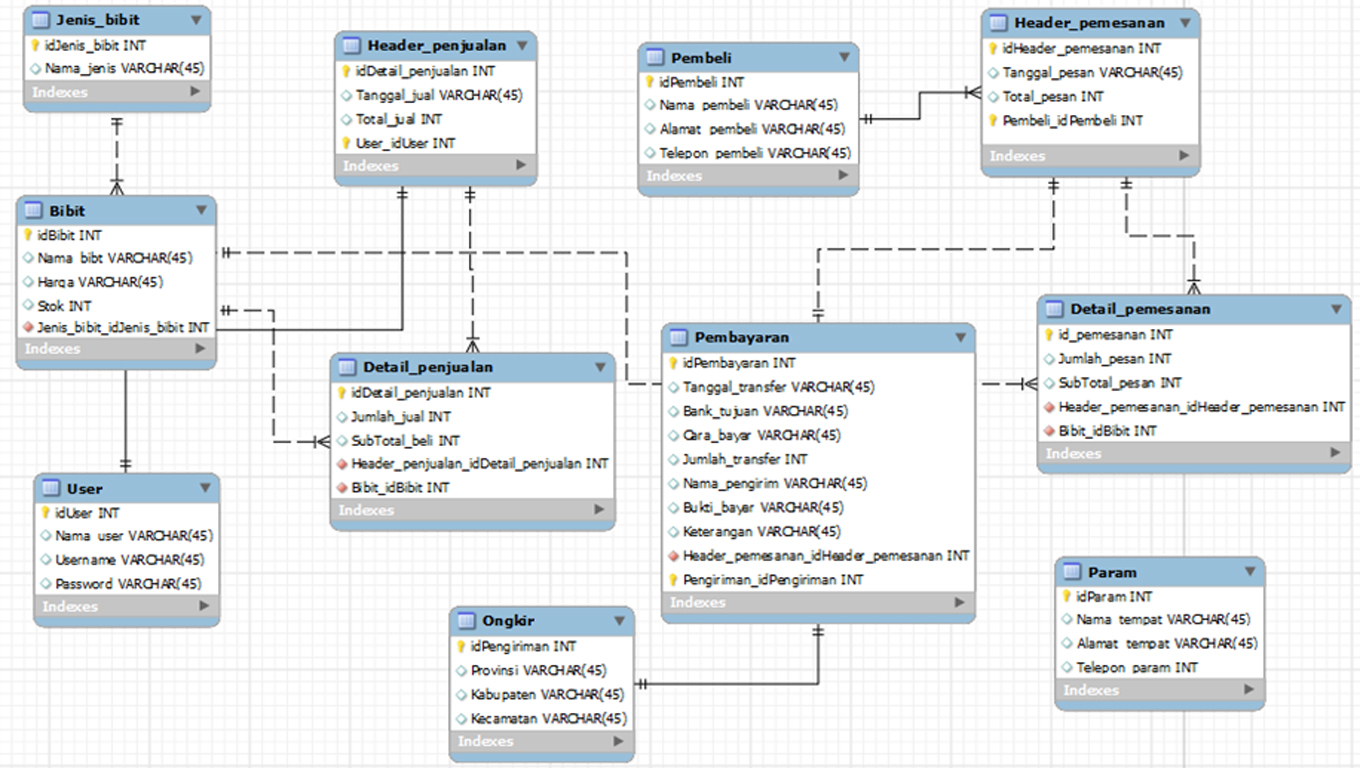 Jenis_bibit
idJenis_bibit INT
Nama_jenis VARCHAR(45)
Indexes
Header_penjualan
idDetail_penjualan INT
Tanggal_jual VARCHAR(45)
Total_jual INT
User_idUser INT
Indexes
Pembeli
idPembeli INT
Nama_pembeli VARCHAR(45)
Alamat_pembeli VARCHAR(45)
Telepon_pembeli VARCHAR(45)
Indexes
Header_pemesanan
idHeader_pemesanan INT
Tanggal_pesan VARCHAR(45)
Total_pesan INT
Pembeli_idPembeli INT
Indexes
Bibit
idBibit INT
Nama_bibt VARCHAR(45)
Harga VARCHAR(45)
Stok INT
Jenis_bibit_idJenis_bibit INT
Indexes
Detail_penjualan
idDetail_penjualan INT
Jumlah_jual INT
SubTotal_beli INT
Header_penjualan_idDetail_penjualan INT
Bibit_idBibit INT
Indexes
Pembayaran
idPembayaran INT
Tanggal_transfer VARCHAR(45)
Bank_tujuan VARCHAR(45)
Cara_bayar VARCHAR(45)
Jumlah_transfer INT
Nama_pengirim VARCHAR(45)
Bukti_bayar VARCHAR(45)
Keterangan VARCHAR(45)
Header_pemesanan_idHeader_pemesanan INT
Pengiriman_idPengiriman INT
Indexes
Detail_pemesanan
id_pemesanan INT
Jumlah_pesan INT
SubTotal_pesan INT
Header_pemesanan_idHeader_pemesanan INT
Bibit_idBibit INT
Indexes
User
idUser INT
Nama_user VARCHAR(45)
Username VARCHAR(45)
Password VARCHAR(45)
Indexes
Ongkir
idPengiriman INT
Provinsi VARCHAR(45)
Kabupaten VARCHAR(45)
Kecamatan VARCHAR(45)
Indexes
Param
idParam INT
Nama_tempat VARCHAR(45)
Alamat_tempat VARCHAR(45)
Telepon_param INT
Indexes